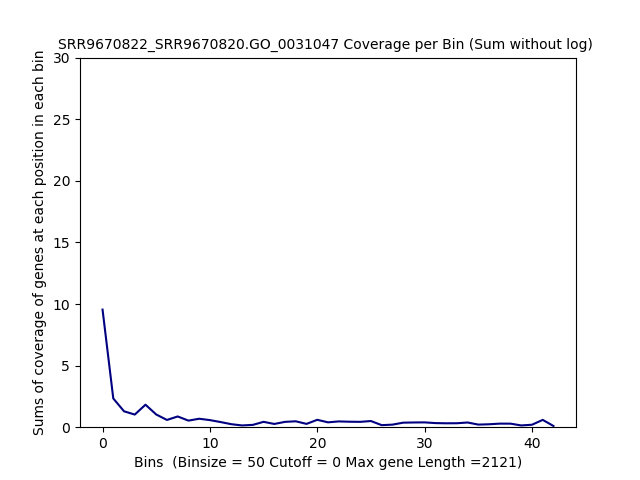 SRR9670822_SRR9670820.GO_0031047 Coverage per Bin (Sum without log)
Sums of coverage of genes at each position in each bin
30
25
20
15
10
5
0
0 10 20 30 40
Bins  (Binsize = 50 Cutoff = 0 Max gene Length =2121)